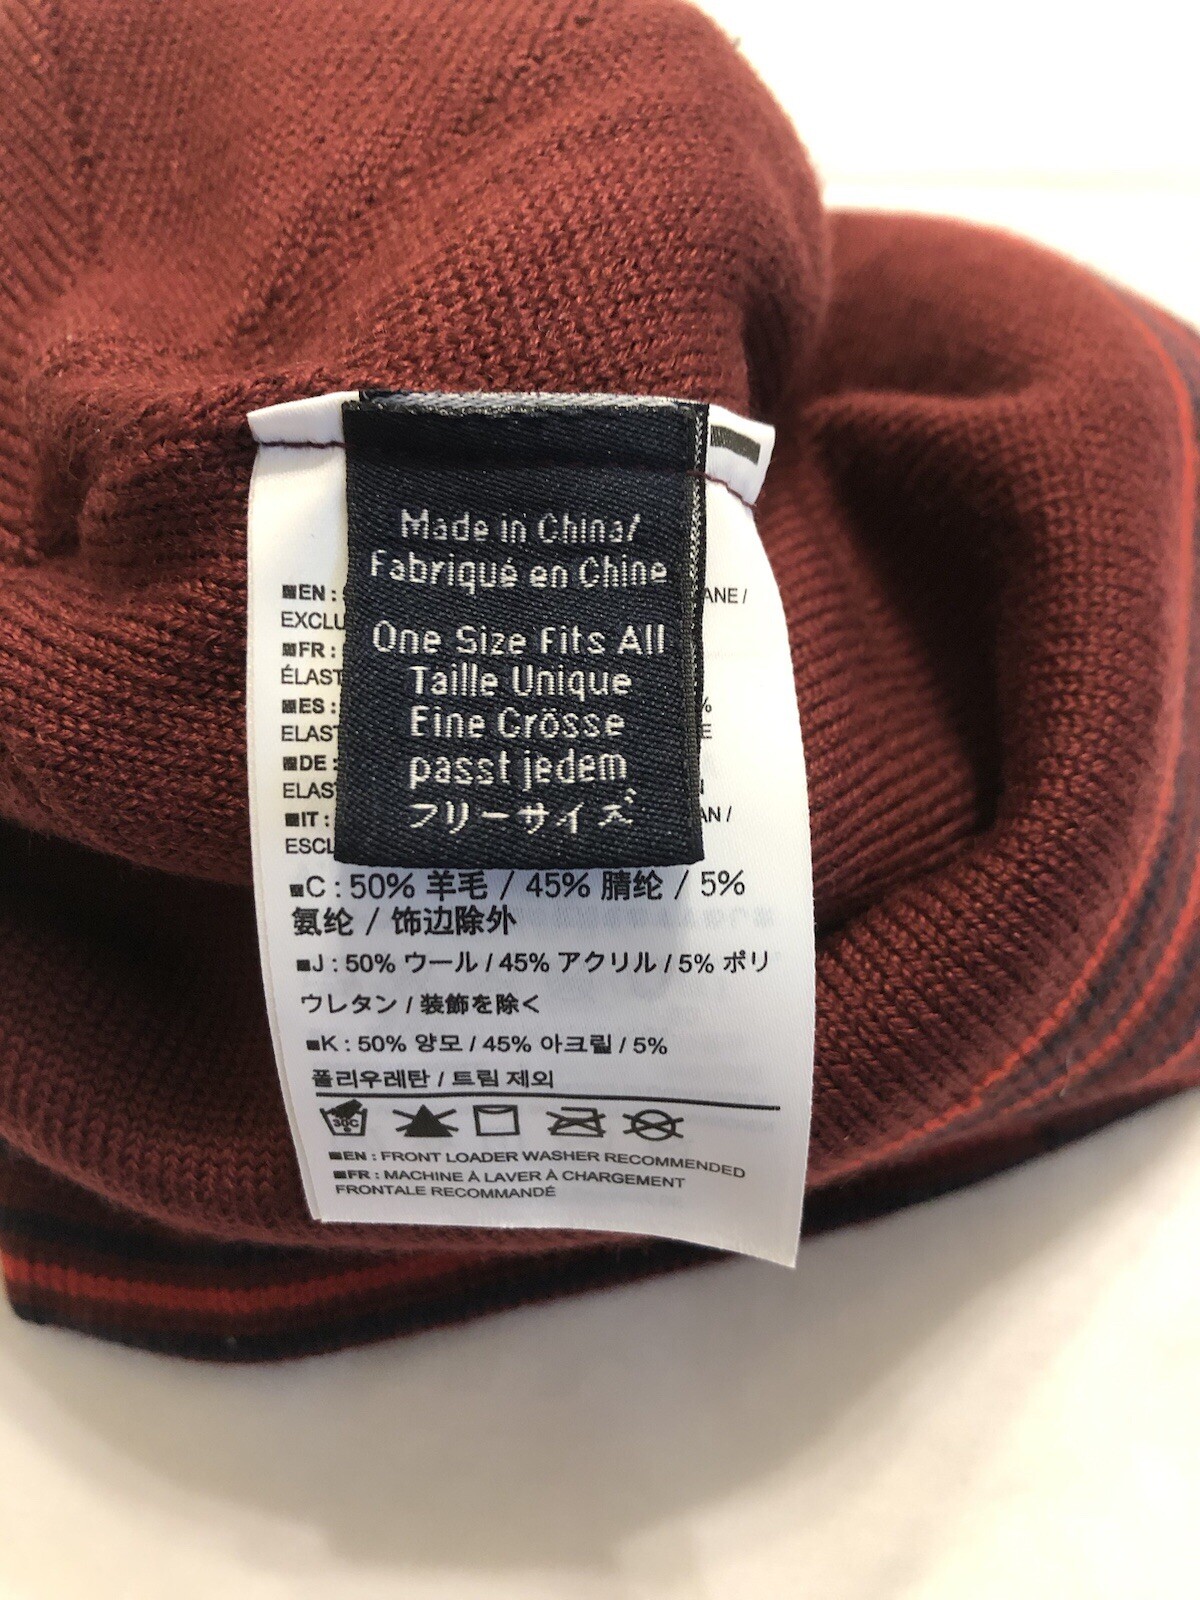 Made in China/
Fabriqué en Chine
One Size Fits All
Taille Unique
Eine Grösse
passt jedem
フリーサイズ
■EN :
EXCLU
ANE /
■FR :
ÉLAST
■ES :
%
ELAST
E
■DE :
ELAST
N
■IT :
AN /
ESCL
■C : 50% 羊毛 / 45% 腈纶 / 5%
氨纶 / 饰边除外
■J : 50% ウール / 45% アクリル / 5% ポリ
ウレタン / 装飾を除く
■K : 50% 양모 / 45% 아크릴 / 5%
폴리우레탄 / 트림 제외
30C
■EN : FRONT LOADER WASHER RECOMMENDED
■FR : MACHINE À LAVER À CHARGEMENT
FRONTALE RECOMMANDÉ